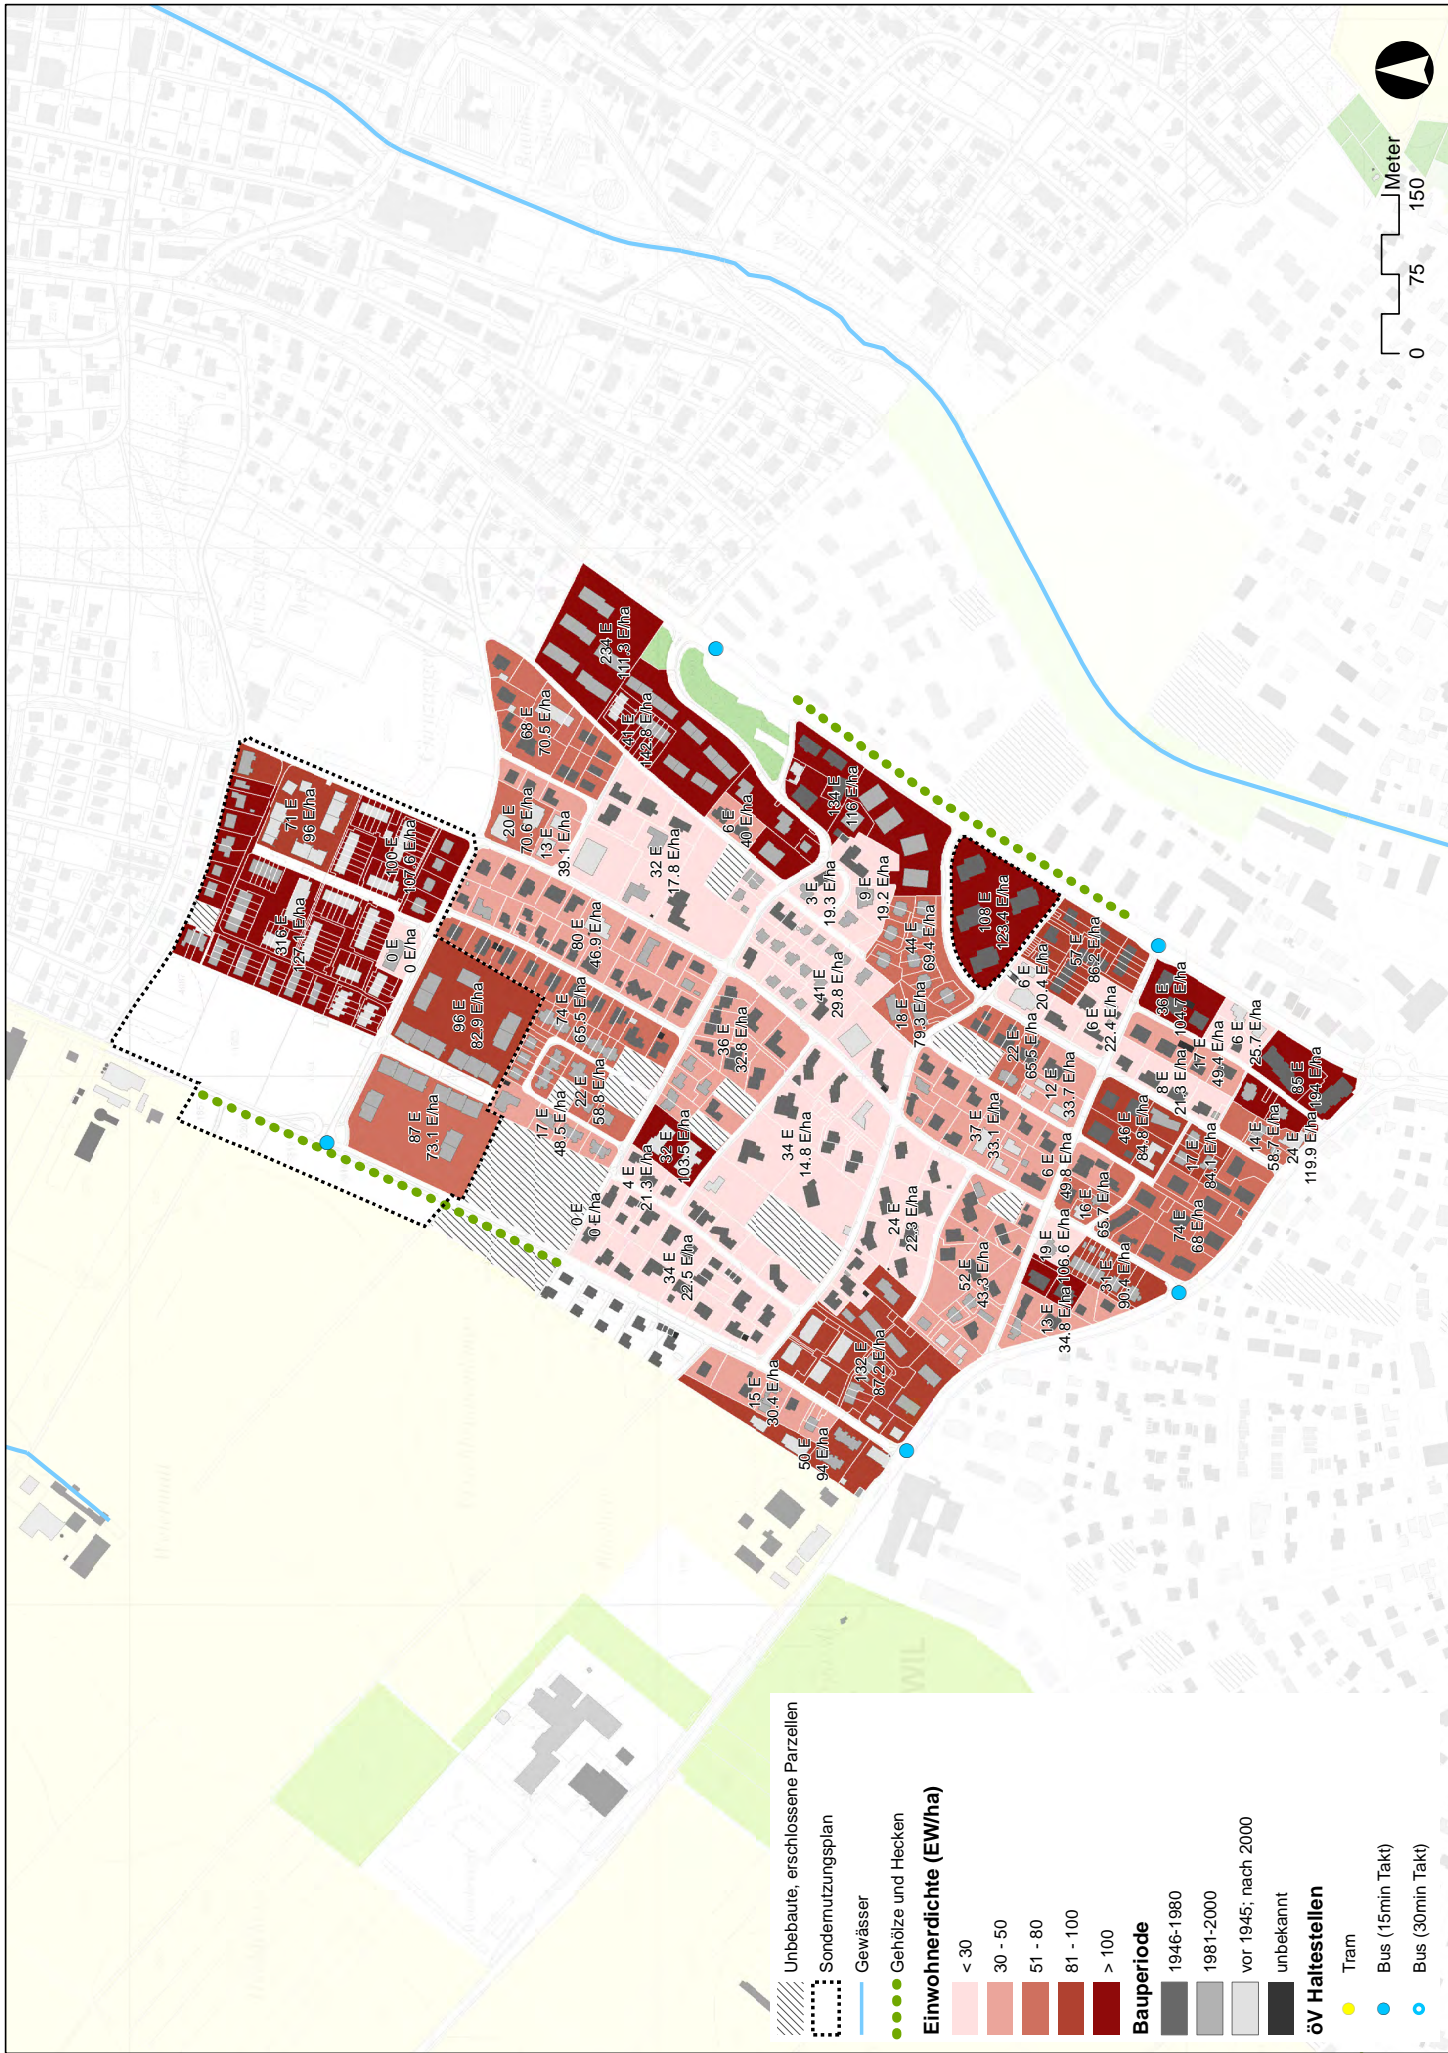 Meter
0 75 150
71 E
96 E/ha
100 E
107.6 E/ha
316 E
127.1 E/ha
0 E
0 E/ha
96 E
82.9 E/ha
87 E
73.1 E/ha
234 E
111.3 E/ha
41 E
142.8 E/ha
68 E
70.5 E/ha
20 E
70.6 E/ha
13 E
39.1 E/ha
6 E
40 E/ha
32 E
17.8 E/ha
80 E
46.9 E/ha
74 E
65.5 E/ha
22 E
58.8 E/ha
17 E
48.5 E/ha
134 E
116 E/ha
3 E
19.3 E/ha
9 E
19.2 E/ha
44 E
69.4 E/ha
18 E
79.3 E/ha
41 E
29.8 E/ha
36 E
32.8 E/ha
32 E
103.5 E/ha
4 E
21.3 E/ha
0 E
0 E/ha
34 E
22.5 E/ha
34 E
14.8 E/ha
108 E
123.4 E/ha
57 E
86.2 E/ha
6 E
20.4 E/ha
6 E
22.4 E/ha
22 E
65.5 E/ha
12 E
33.7 E/ha
37 E
33.1 E/ha
6 E
49.8 E/ha
24 E
22.3 E/ha
52 E
43.3 E/ha
132 E
87.2 E/ha
15 E
30.4 E/ha
50 E
94 E/ha
36 E
104.7 E/ha
17 E
49.4 E/ha
6 E
25.7 E/ha
8 E
21.3 E/ha
85 E
194 E/ha
46 E
84.8 E/ha
17 E
84.1 E/ha
14 E
58.7 E/ha
24 E
119.9 E/ha
16 E
65.7 E/ha
74 E
68 E/ha
19 E
106.6 E/ha
31 E
90.4 E/ha
13 E
34.8 E/ha
WIL
Unbebaute, erschlossene Parzellen
Sondernutzungsplan
Gewässer
Gehölze und Hecken
Einwohnerdichte (EW/ha)
< 30
30 - 50
51 - 80
81 - 100
> 100
Bauperiode
1946-1980
1981-2000
vor 1945; nach 2000
unbekannt
öV Haltestellen
Tram
Bus (15min Takt)
Bus (30min Takt)